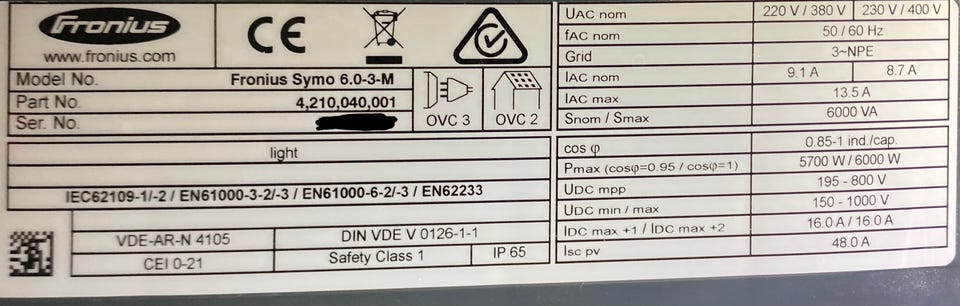 Fronius
www.fronius.com
CE
Model No. Fronius Symo 6.0-3-M
Part No. 4,210,040,001
Ser. No.
OVC 3 OVC 2
light
IEC62109-1/-2 / EN61000-3-2/-3 / EN61000-6-2/-3 / EN62233
VDE-AR-N 4105 DIN VDE V 0126-1-1
CEI 0-21 Safety Class 1 IP 65
UAC nom 220 V / 380 V 230 V / 400 V
fAC nom 50 / 60 Hz
Grid 3~NPE
IAC nom 9.1 A 8.7 A
IAC max 13.5 A
Snom / Smax 6000 VA
cos φ 0.85-1 ind./cap.
Pmax (cosφ=0.95 / cosφ=1) 5700 W / 6000 W
UDC mpp 195 - 800 V
UDC min / max 150 - 1000 V
IDC max +1 / IDC max +2 16.0 A / 16.0 A
Isc pv 48.0 A